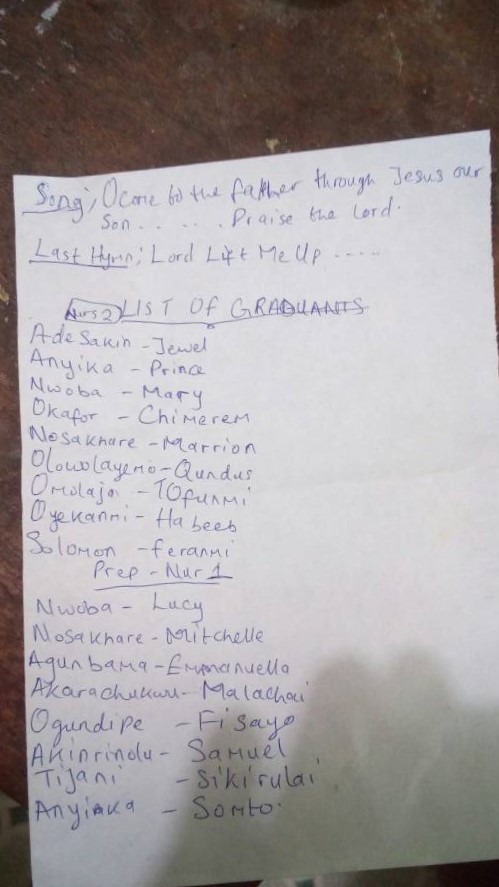 Song; O come to the father through Jesus our
Son . . . . . . Praise the Lord.
Last Hymn; Lord Lift Me Up .....
Nurs 2 LIST OF GRADUANTS
Adesakin - Jewel
Anyika - Prince
Nwoba - Mary
Okafor - Chimerem
Nosakhare - Marrion
Olowolayemo - Qundus
Omolaja - TOfunmi
Oyekanmi - Habeeb
Solomon - feranmi
Prep - Nur 1
Nwoba - Lucy
Nosakhare - Mitchelle
Agunbama - Emmanuella
Akarachukwu - Malachai
Ogundipe - Fisayo
Akinrinolu - Samuel
Tijani - Sikirulai
Anyiaka - Somto.